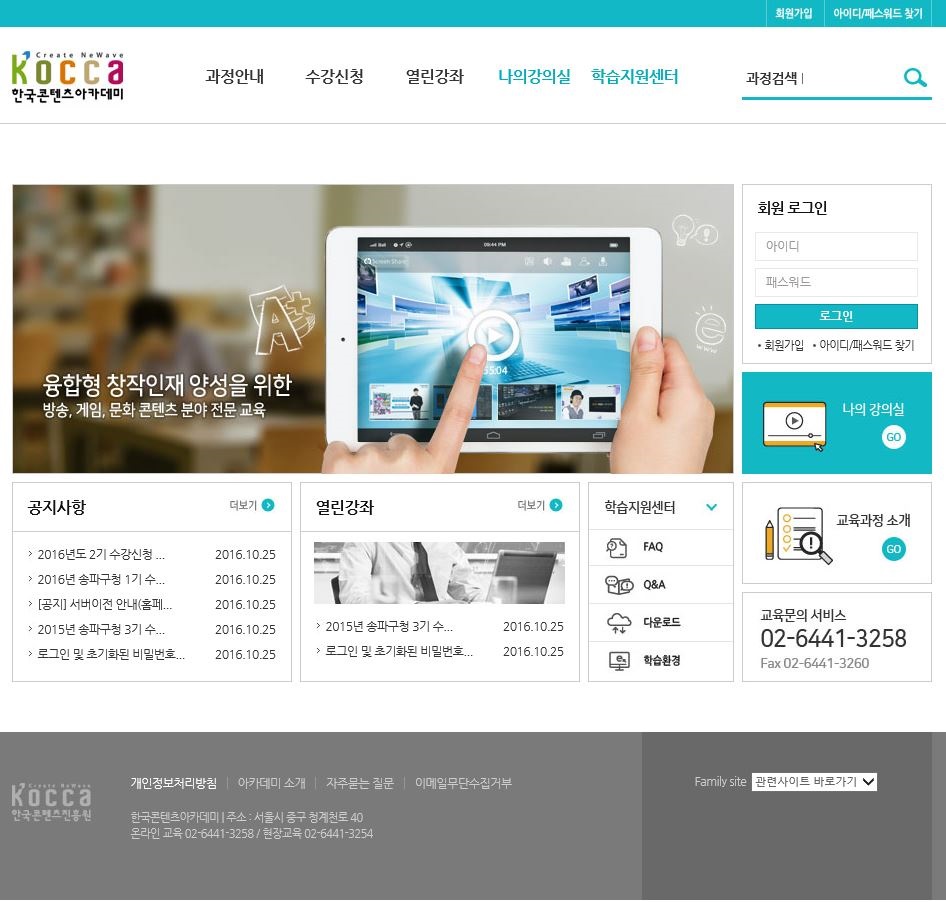 회원가입
아이디/패스워드 찾기
Create NeWave
Kocca
한국콘텐츠아카데미
과정안내
수강신청
열린강좌
나의강의실
학습지원센터
과정검색
A+
09:44 PM
Screen Share
융합형 창작인재 양성을 위한
방송, 게임, 문화 콘텐츠 분야 전문 교육
www
회원 로그인
아이디
패스워드
로그인
• 회원가입 • 아이디/패스워드 찾기
나의 강의실
GO
공지사항
더보기
2016년도 2기 수강신청 ... 2016.10.25
2016년 송파구청 1기 수... 2016.10.25
[공지] 서버이전 안내(홈페... 2016.10.25
2015년 송파구청 3기 수... 2016.10.25
로그인 및 초기화된 비밀번호... 2016.10.25
열린강좌
더보기
2015년 송파구청 3기 수... 2016.10.25
로그인 및 초기화된 비밀번호... 2016.10.25
학습지원센터
FAQ
Q&A
다운로드
학습환경
교육과정 소개
GO
교육문의 서비스
02-6441-3258
Fax 02-6441-3260
Create NeWave
Kocca
한국콘텐츠진흥원
개인정보처리방침 | 아카데미 소개 | 자주묻는 질문 | 이메일무단수집거부
한국콘텐츠아카데미 | 주소 : 서울시 중구 청계천로 40
온라인 교육 02-6441-3258 / 현장교육 02-6441-3254
Family site
관련사이트 바로가기